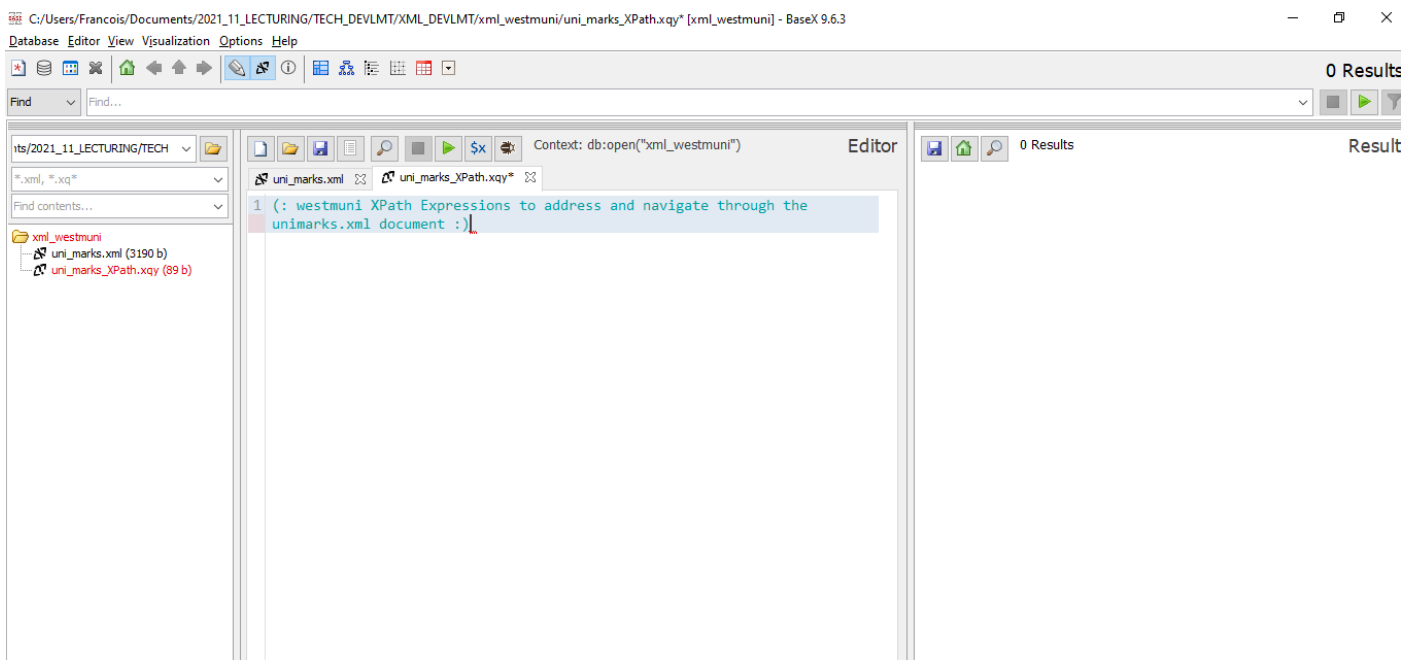 C:/Users/Francois/Documents/2021_11_LECTURING/TECH_DEVLMT/XML_DEVLMT/xml_westmuni/uni_marks_XPath.xqy* [xml_westmuni] - BaseX 9.6.3
Database Editor View Visualization Options Help
0 Results
Find Find...
nts/2021_11_LECTURING/TECH
$x Context: db:open("xml_westmuni") Editor
0 Results Result
*.xml, *.xq*
uni_marks.xml uni_marks_XPath.xqy*
Find contents...
1 (: westmuni XPath Expressions to address and navigate through the
unimarks.xml document :)
xml_westmuni
uni_marks.xml (3190 b)
uni_marks_XPath.xqy (89 b)